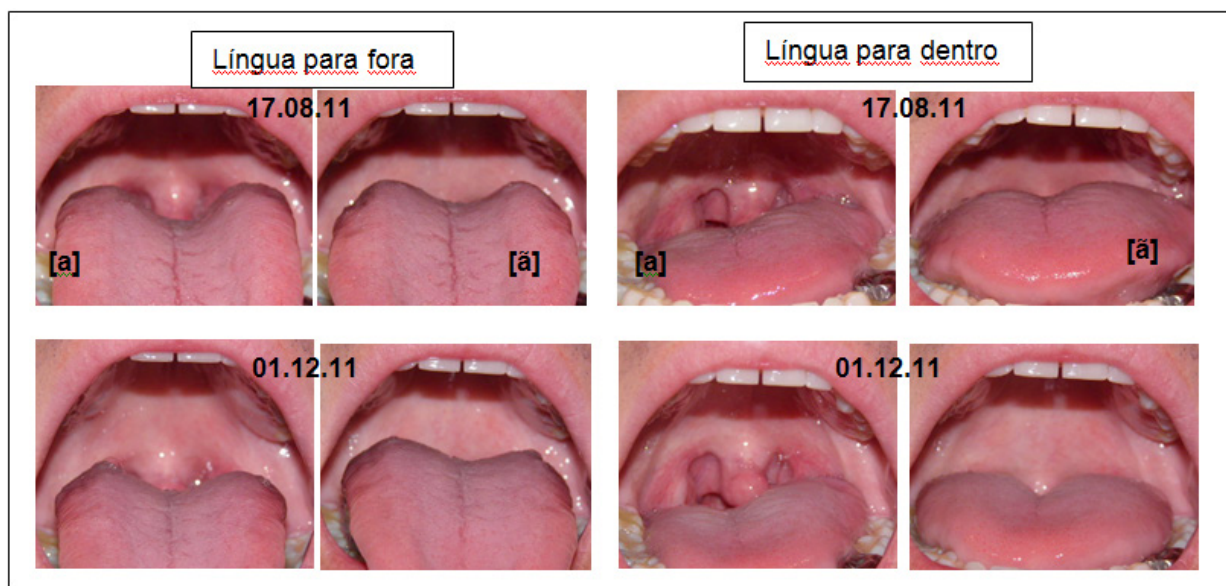 Língua para fora
Língua para dentro
17.08.11
17.08.11
[a]
[ã]
[a]
[ã]
01.12.11
01.12.11